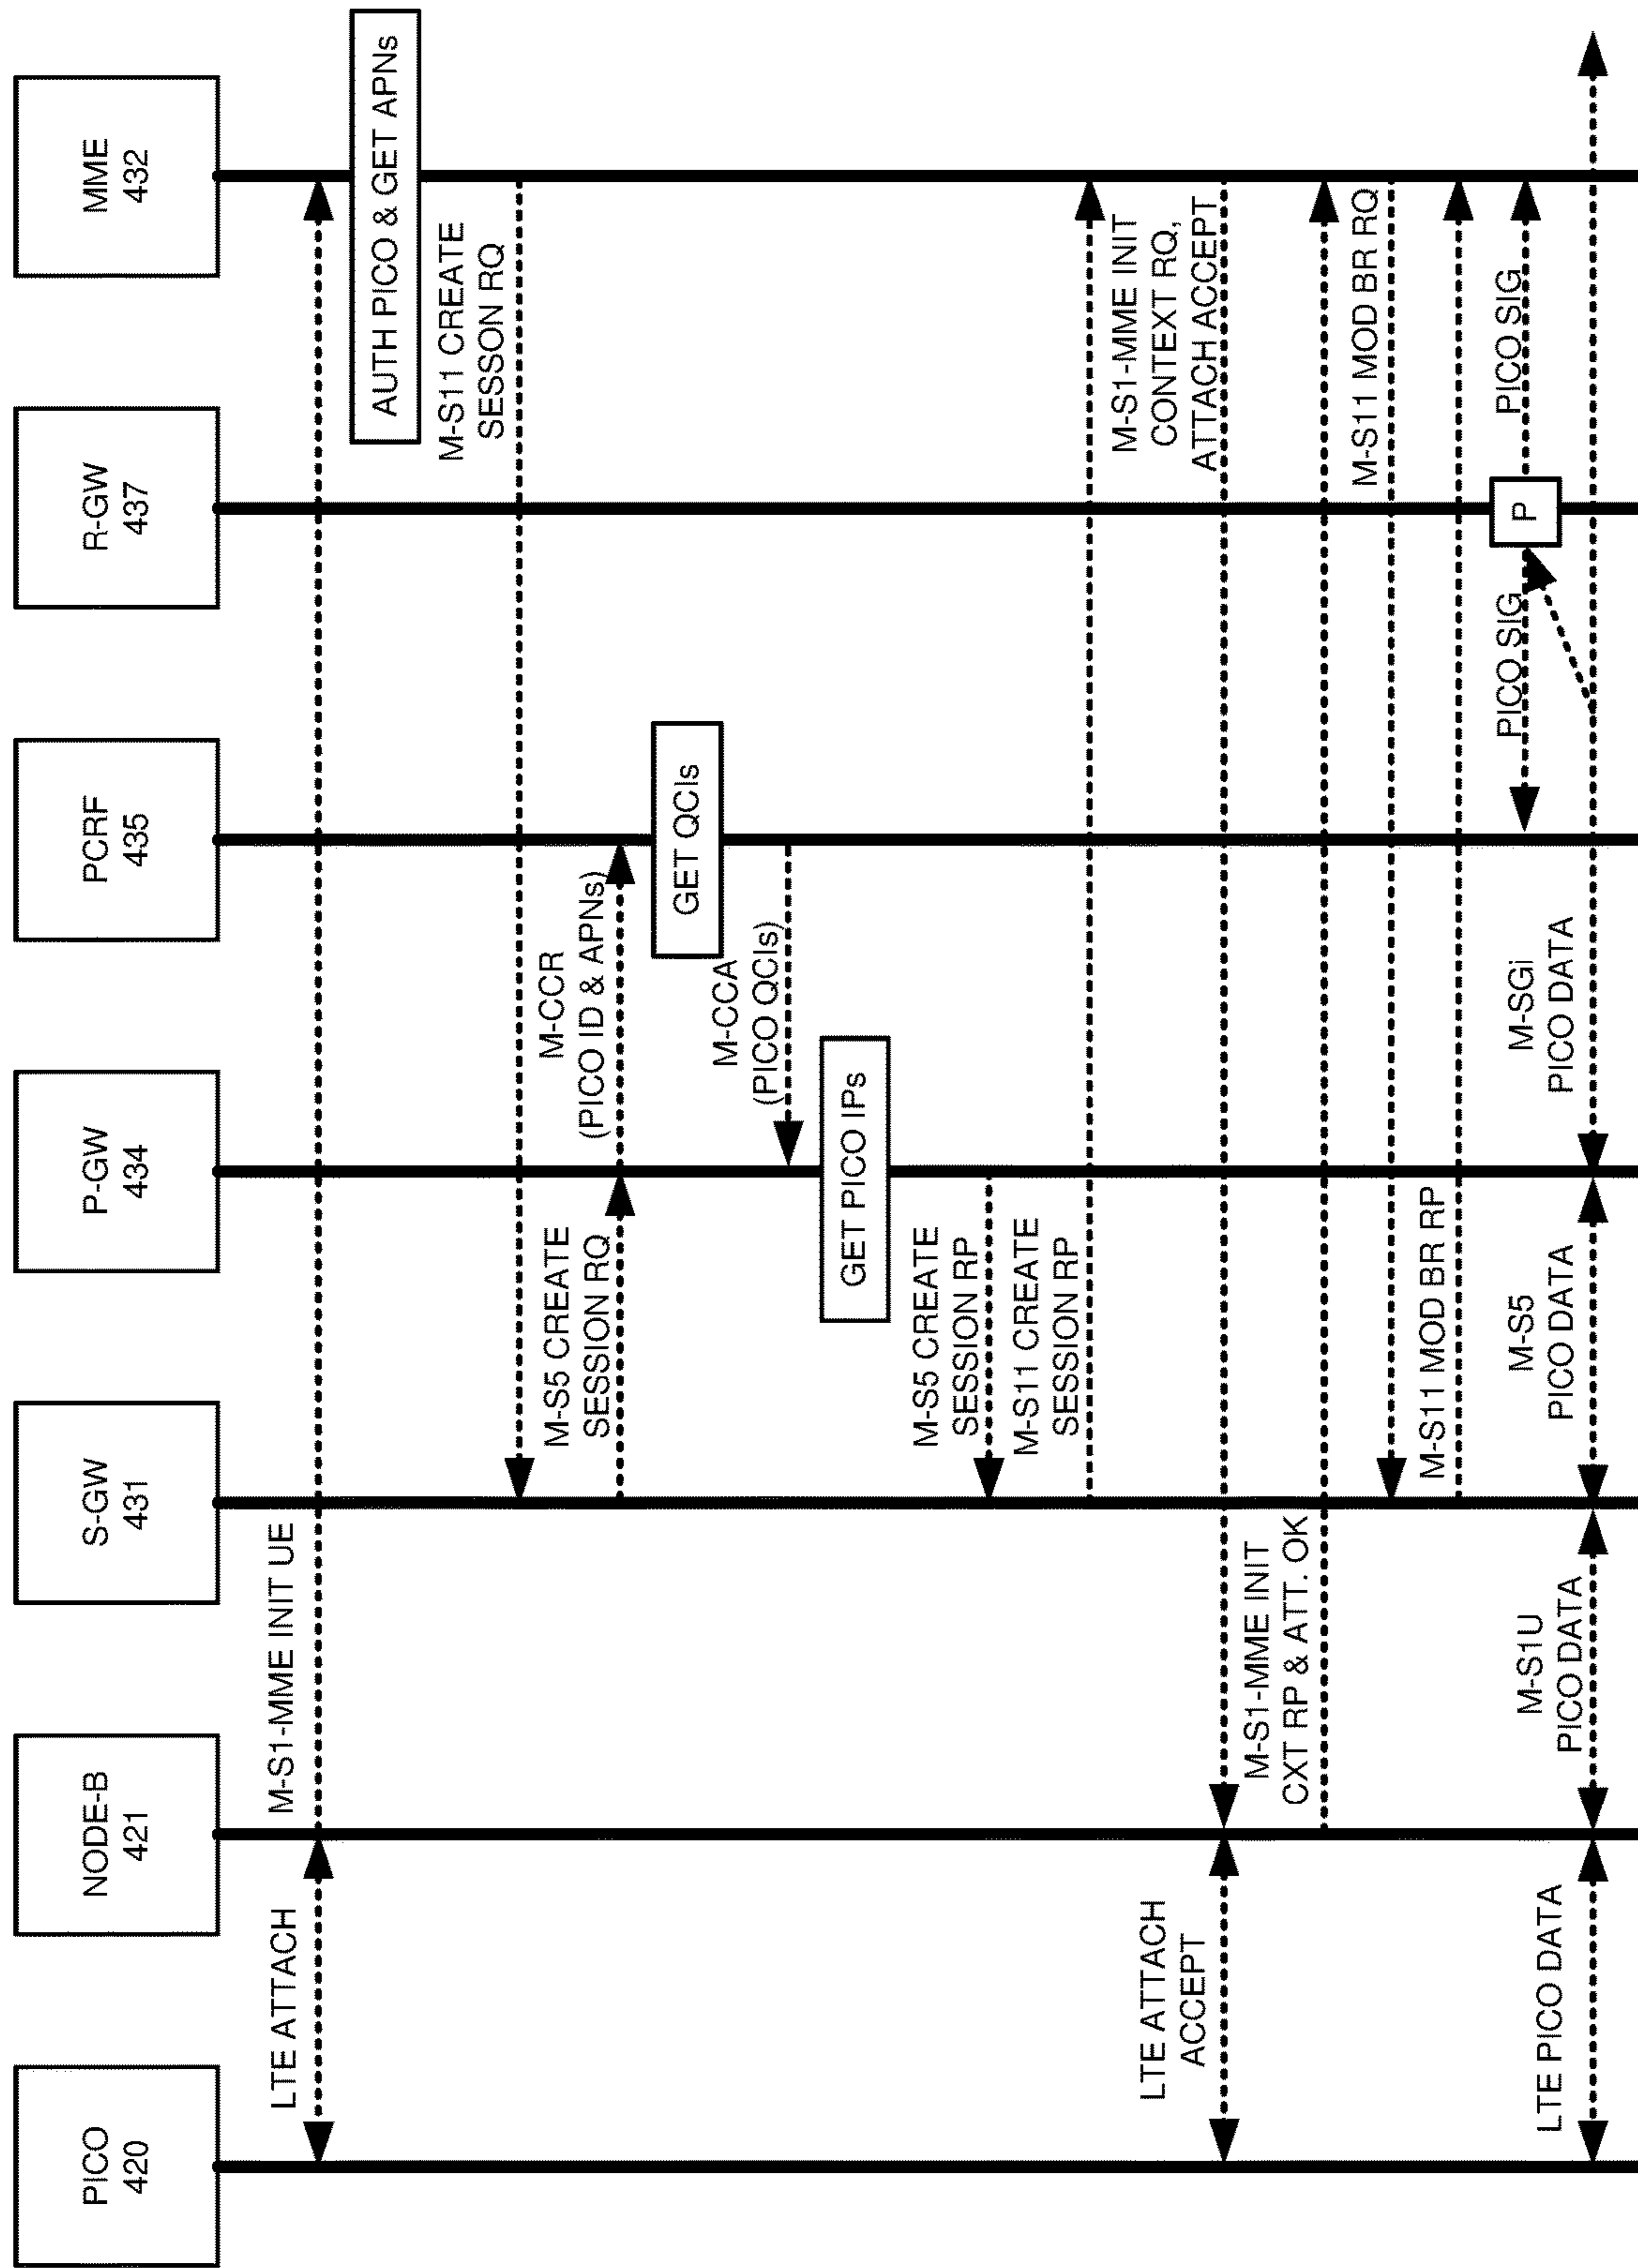 PICO
420
NODE-B
421
S-GW
431
P-GW
434
PCRF
435
R-GW
437
MME
432
LTE ATTACH
M-S1-MME INIT UE
AUTH PICO & GET APNs
M-S11 CREATE
SESSON RQ
M-S5 CREATE
SESSION RQ
M-CCR
(PICO ID & APNs)
GET QCIs
M-CCA
(PICO QCIs)
GET PICO IPs
M-S5 CREATE
SESSION RP
M-S11 CREATE
SESSION RP
M-S1-MME INIT
CONTEXT RQ,
ATTACH ACCEPT
LTE ATTACH
ACCEPT
M-S1-MME INIT
CXT RP & ATT. OK
M-S11 MOD BR RQ
M-S11 MOD BR RP
PICO SIG
P
PICO SIG
LTE PICO DATA
M-S1U
PICO DATA
M-S5
PICO DATA
M-SGi
PICO DATA